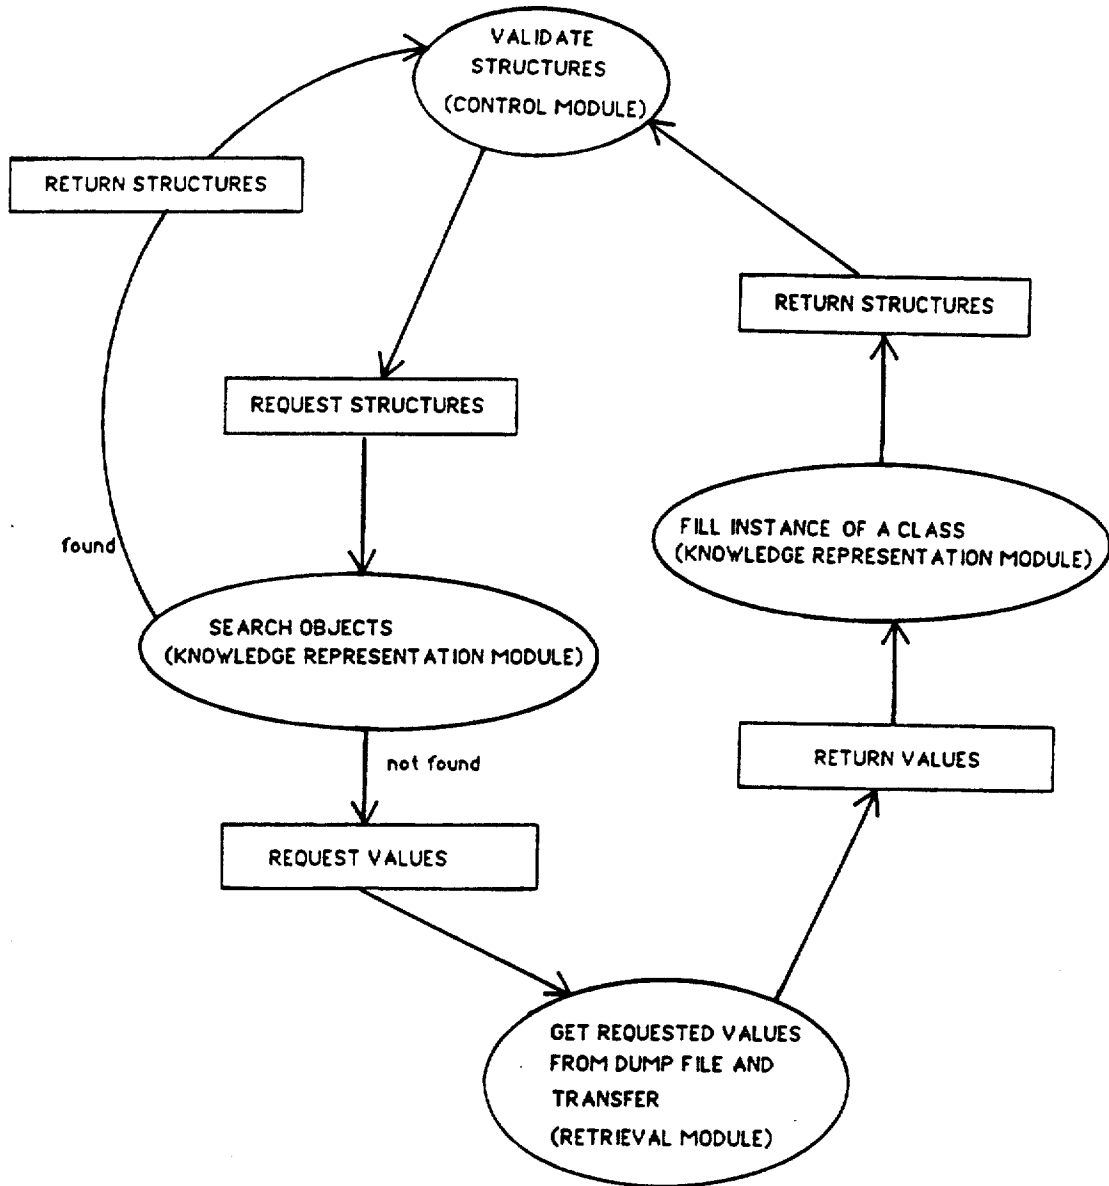 VALIDATE
STRUCTURES
(CONTROL MODULE)
RETURN STRUCTURES
RETURN STRUCTURES
REQUEST STRUCTURES
found
FILL INSTANCE OF A CLASS
(KNOWLEDGE REPRESENTATION MODULE)
SEARCH OBJECTS
(KNOWLEDGE REPRESENTATION MODULE)
not found
RETURN VALUES
REQUEST VALUES
GET REQUESTED VALUES
FROM DUMP FILE AND
TRANSFER
(RETRIEVAL MODULE)